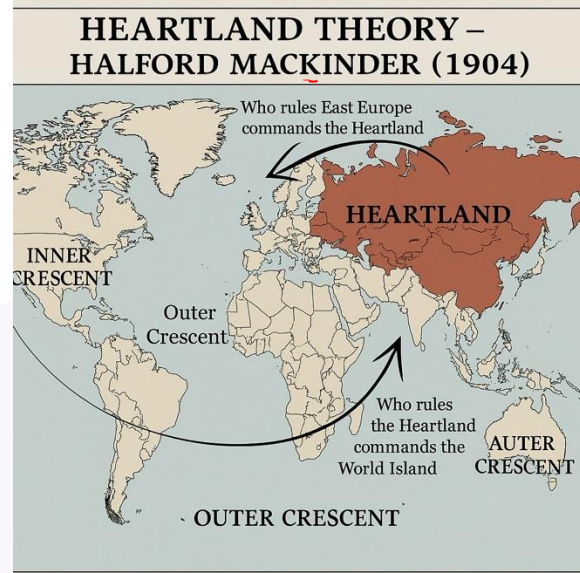 HEARTLAND THEORY –
HALFORD MACKINDER (1904)
Who rules East Europe
commands the Heartland
HEARTLAND
INNER
CRESCENT
Outer
Crescent
Who rules
the Heartland
commands the
World Island
AUTER
CRESCENT
OUTER CRESCENT